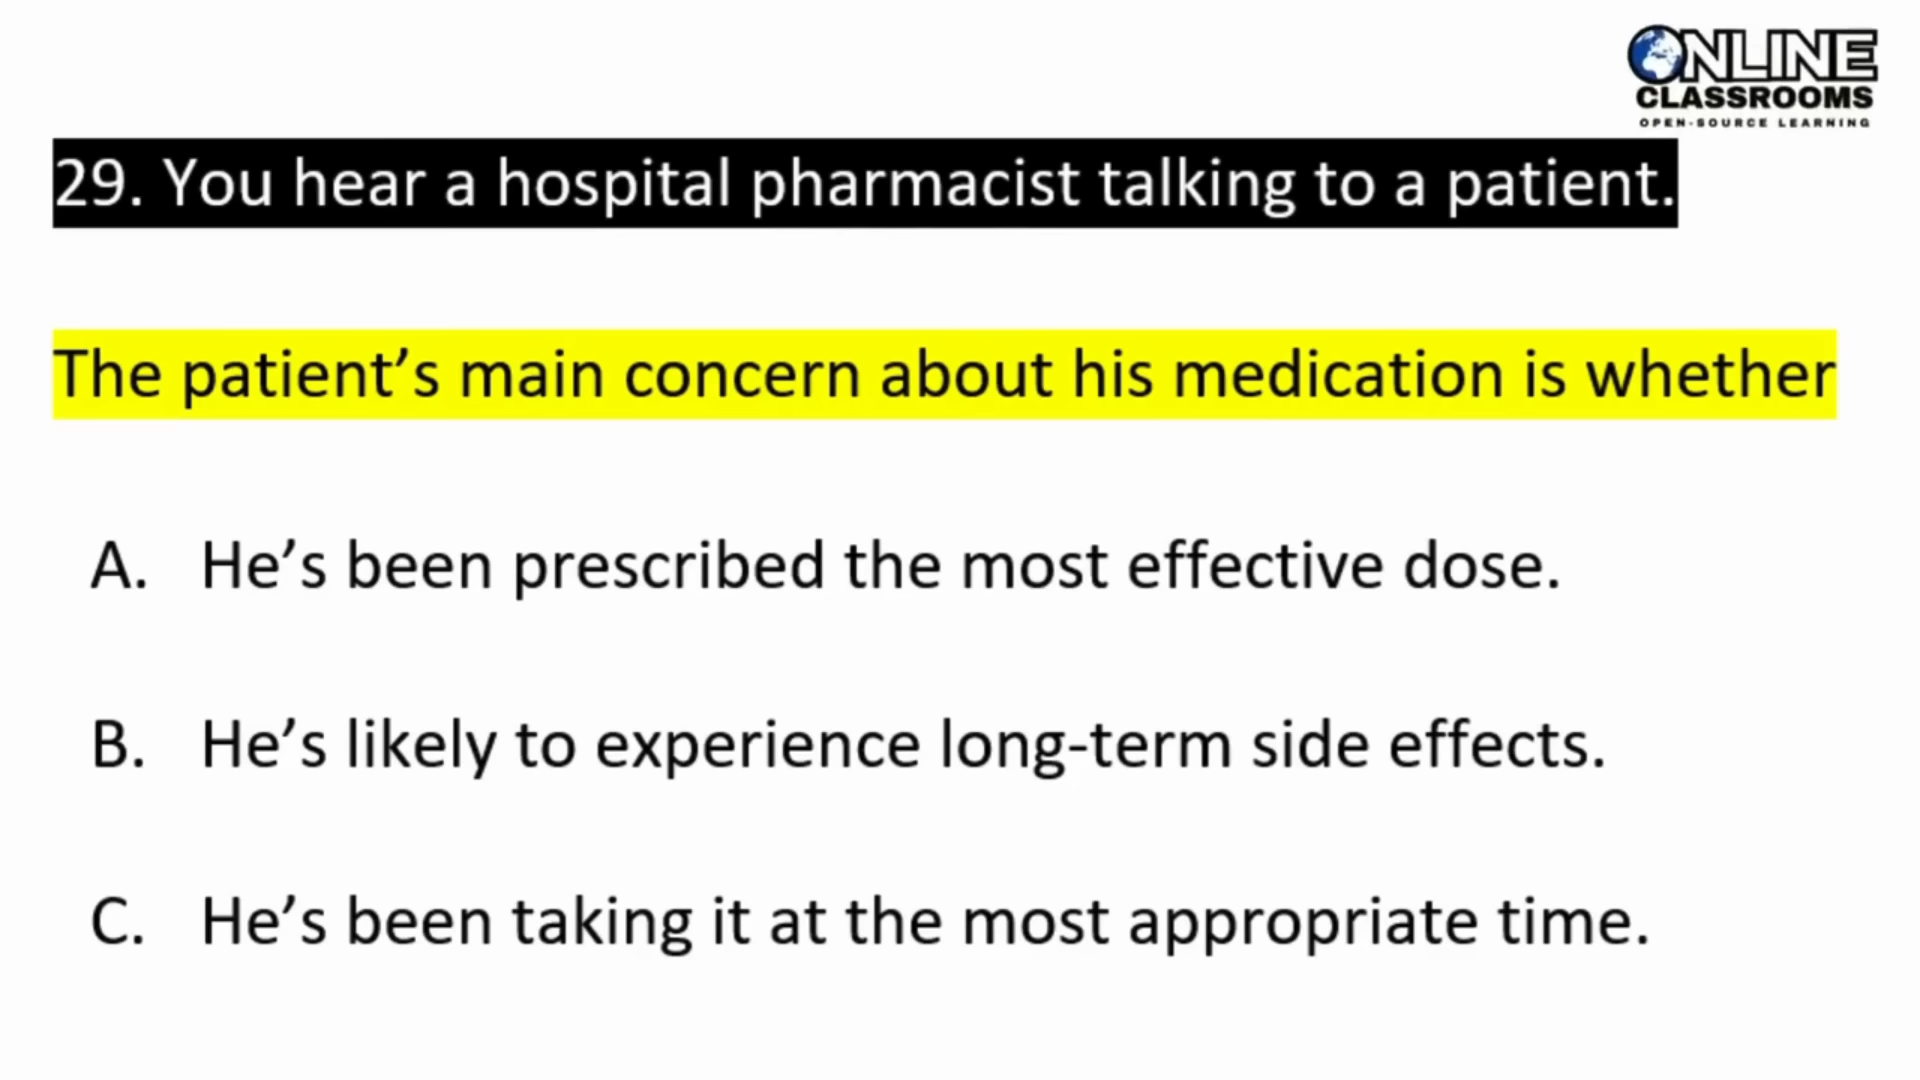 ONLINE
CLASSROOMS
OPEN-SOURCE LEARNING
29. You hear a hospital pharmacist talking to a patient.
The patient’s main concern about his medication is whether
A. He’s been prescribed the most effective dose.
B. He’s likely to experience long-term side effects.
C. He’s been taking it at the most appropriate time.